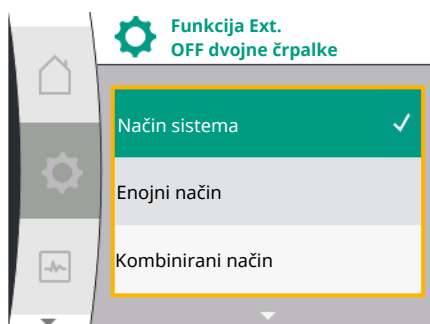 Funkcija Ext.
OFF dvojne črpalke
Način sistema
Enojni način
Kombinirani način